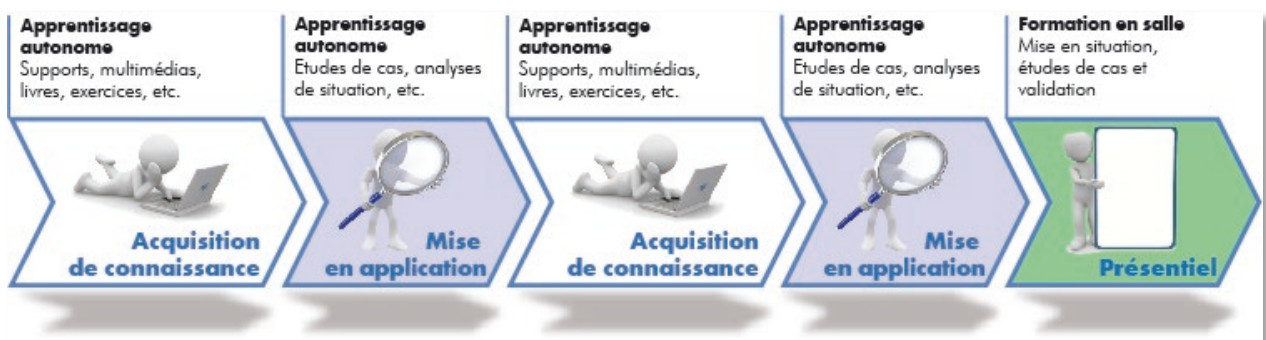 Apprentissage
autonome
Supports, multimédias,
livres, exercices, etc.
Acquisition
de connaissance
Apprentissage
autonome
Etudes de cas, analyses
de situation, etc.
Mise
en application
Apprentissage
autonome
Supports, multimédias,
livres, exercices, etc.
Acquisition
de connaissance
Apprentissage
autonome
Etudes de cas, analyses
de situation, etc.
Mise
en application
Formation en salle
Mise en situation,
études de cas et
validation
Présentiel